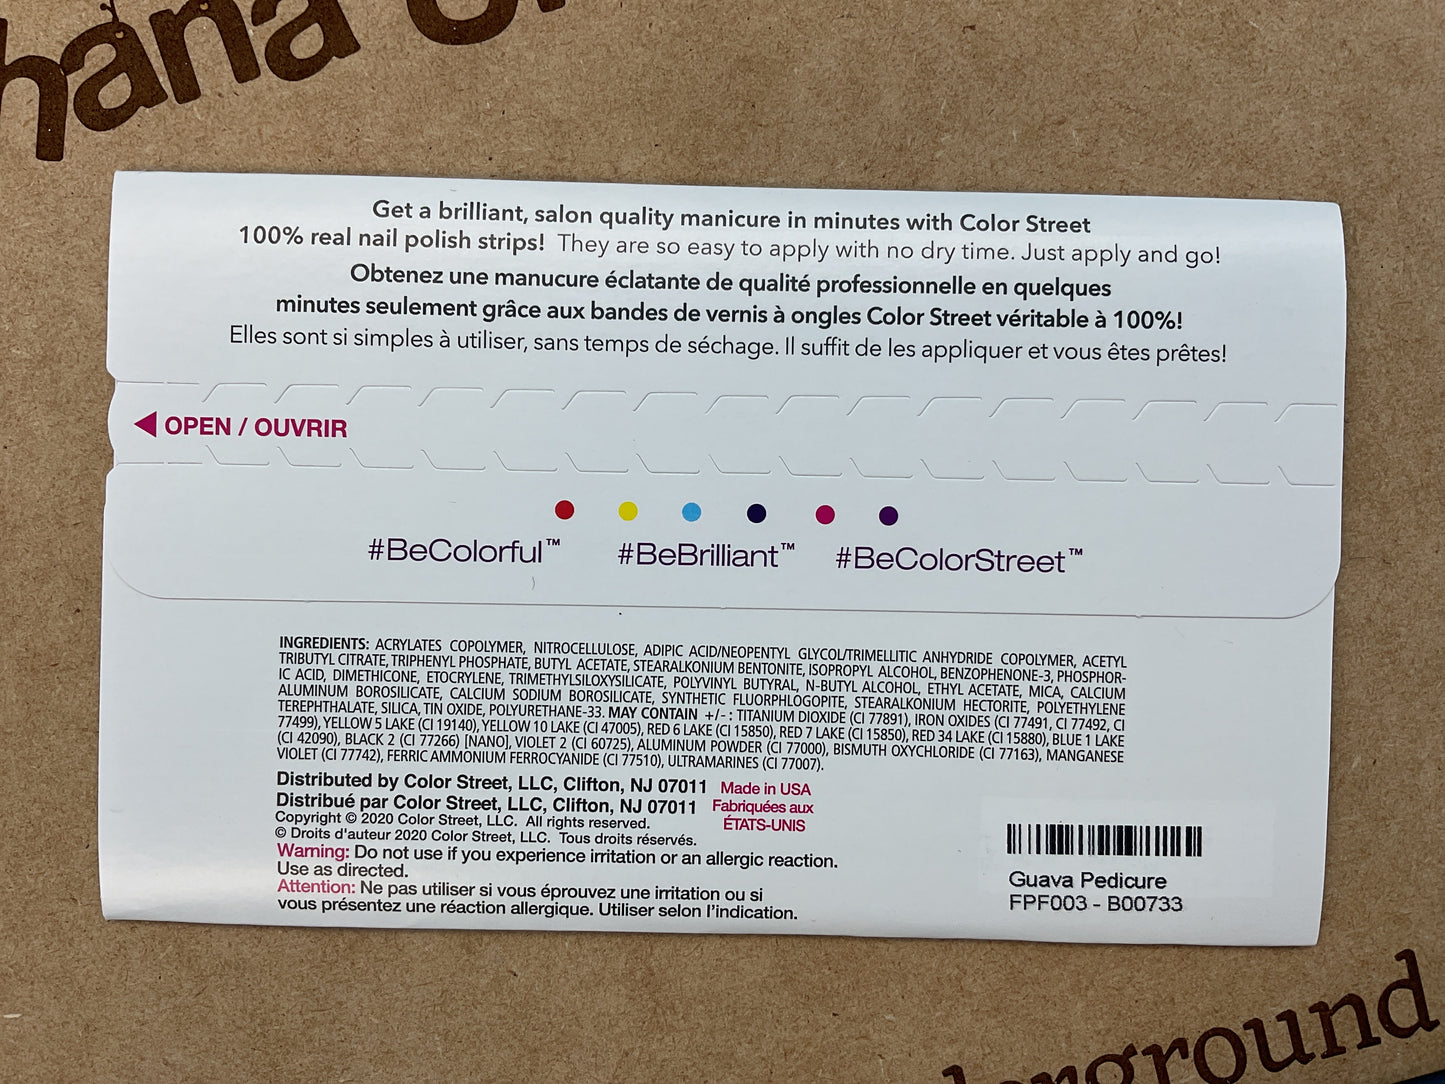 hana
Get a brilliant, salon quality manicure in minutes with Color Street
100% real nail polish strips! They are so easy to apply with no dry time. Just apply and go!
Obtenez une manucure éclatante de qualité professionnelle en quelques
minutes seulement grâce aux bandes de vernis à ongles Color Street véritable à 100%!
Elles sont si simples à utiliser, sans temps de séchage. Il suffit de les appliquer et vous êtes prêtes!
OPEN / OUVRIR
#BeColorful™ #BeBrilliant™ #BeColorStreet™
INGREDIENTS: ACRYLATES COPOLYMER, NITROCELLULOSE, ADIPIC ACID/NEOPENTYL GLYCOL/TRIMELLITIC ANHYDRIDE COPOLYMER, ACETYL
TRIBUTYL CITRATE, TRIPHENYL PHOSPHATE, BUTYL ACETATE, STEARALKONIUM BENTONITE, ISOPROPYL ALCOHOL, BENZOPHENONE-3, PHOSPHOR-
IC ACID, DIMETHICONE, ETOCRYLENE, TRIMETHYLSILOXYSILICATE, POLYVINYL BUTYRAL, N-BUTYL ALCOHOL, ETHYL ACETATE, MICA, CALCIUM
ALUMINUM BOROSILICATE, CALCIUM SODIUM BOROSILICATE, SYNTHETIC FLUORPHLOGOPITE, STEARALKONIUM HECTORITE, POLYETHYLENE
TEREPHTHALATE, SILICA, TIN OXIDE, POLYURETHANE-33. MAY CONTAIN +/- : TITANIUM DIOXIDE (CI 77891), IRON OXIDES (CI 77491, CI 77492, CI
77499), YELLOW 5 LAKE (CI 19140), YELLOW 10 LAKE (CI 47005), RED 6 LAKE (CI 15850), RED 7 LAKE (CI 15850), RED 34 LAKE (CI 15880), BLUE 1 LAKE
(CI 42090), BLACK 2 (CI 77266) [NANO], VIOLET 2 (CI 60725), ALUMINUM POWDER (CI 77000), BISMUTH OXYCHLORIDE (CI 77163), MANGANESE
VIOLET (CI 77742), FERRIC AMMONIUM FERROCYANIDE (CI 77510), ULTRAMARINES (CI 77007).
Distributed by Color Street, LLC, Clifton, NJ 07011 Made in USA
Distribué par Color Street, LLC, Clifton, NJ 07011 Fabriquées aux
Copyright © 2020 Color Street, LLC. All rights reserved. ÉTATS-UNIS
© Droits d'auteur 2020 Color Street, LLC. Tous droits réservés.
Warning: Do not use if you experience irritation or an allergic reaction.
Use as directed.
Attention: Ne pas utiliser si vous éprouvez une irritation ou si
vous présentez une réaction allergique. Utiliser selon l'indication.
Guava Pedicure
FPF003 - B00733